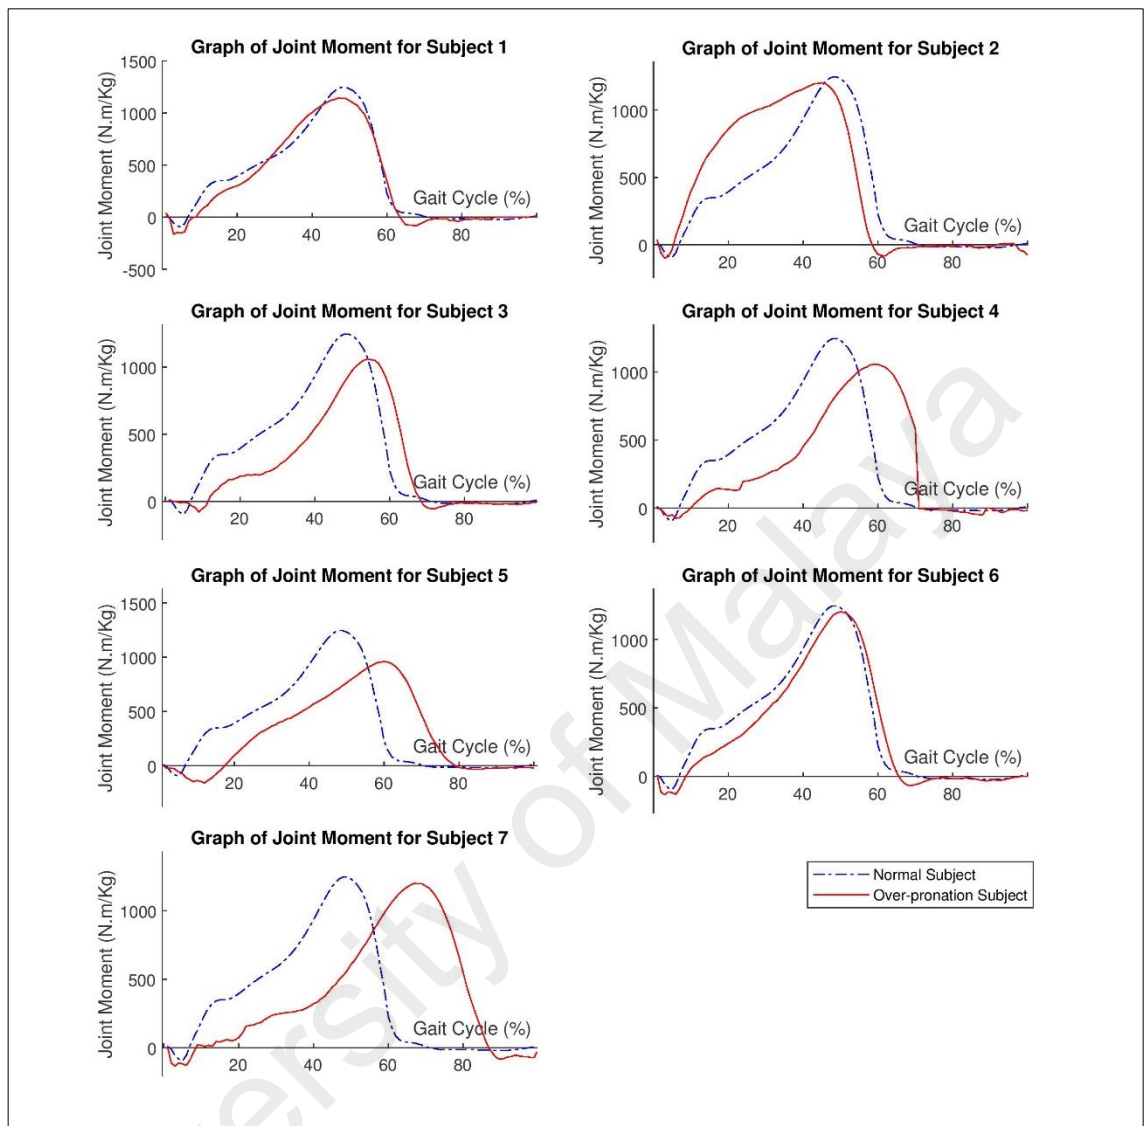 Graph of Joint Moment for Subject 1
Joint Moment (N.m/Kg)
1500
1000
500
0
-500
20
40
60
80
Gait Cycle (%)
Graph of Joint Moment for Subject 2
Joint Moment (N.m/Kg)
1000
500
0
20
40
60
80
Gait Cycle (%)
Graph of Joint Moment for Subject 3
Joint Moment (N.m/Kg)
1000
500
0
20
40
60
80
Gait Cycle (%)
Graph of Joint Moment for Subject 4
Joint Moment (N.m/Kg)
1000
500
0
20
40
60
80
Gait Cycle (%)
Graph of Joint Moment for Subject 5
Joint Moment (N.m/Kg)
1500
1000
500
0
20
40
60
80
Gait Cycle (%)
Graph of Joint Moment for Subject 6
Joint Moment (N.m/Kg)
1000
500
0
20
40
60
80
Gait Cycle (%)
Graph of Joint Moment for Subject 7
Joint Moment (N.m/Kg)
1000
500
0
20
40
60
80
Gait Cycle (%)
Normal Subject
Over-pronation Subject
ersity of Malaya